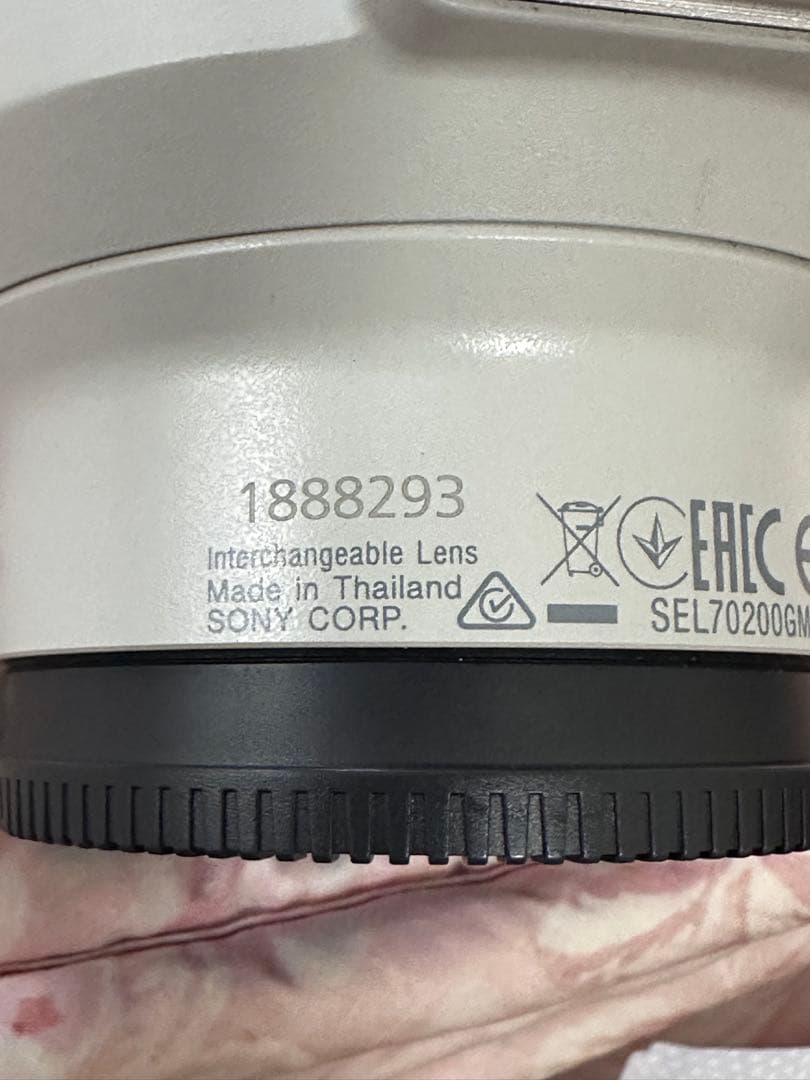 1888293
Interchangeable Lens
Made in Thailand
SONY CORP.
EAC
SEL70200GM